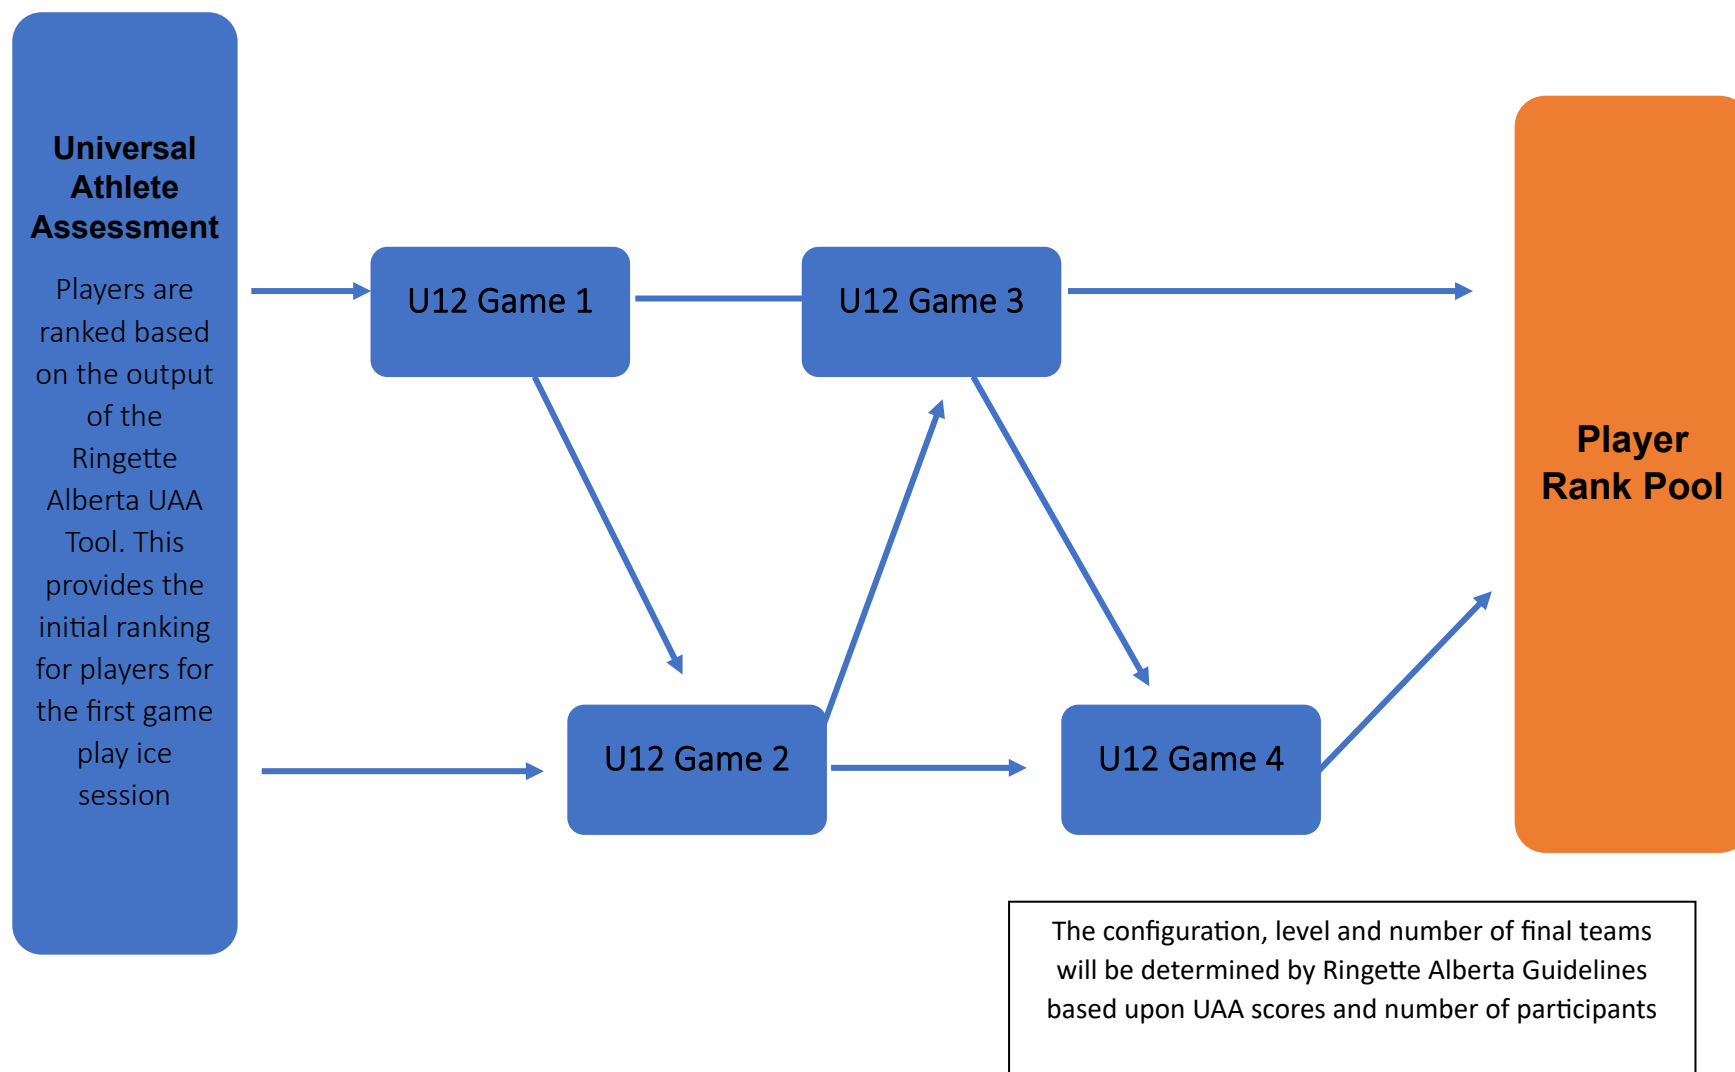 Universal
Athlete
Assessment
Players are
ranked based
on the output
of the
Ringette
Alberta UAA
Tool. This
provides the
initial ranking
for players for
the first game
play ice
session
U12 Game 1
U12 Game 3
U12 Game 2
U12 Game 4
Player
Rank Pool
The configuration, level and number of final teams
will be determined by Ringette Alberta Guidelines
based upon UAA scores and number of participants